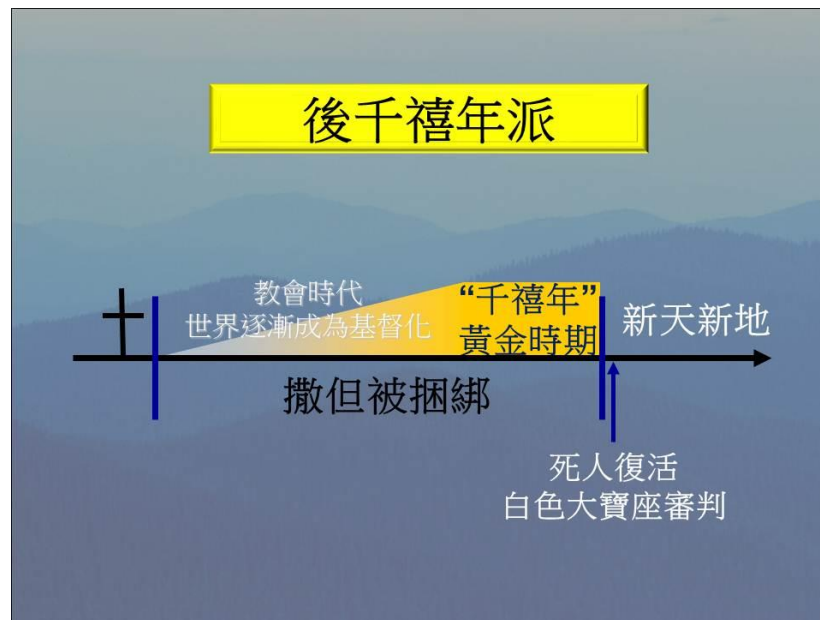 後千禧年派
教會時代
世界逐漸成為基督化
“千禧年”
黃金時期
新天新地
撒但被捆綁
死人復活
白色大寶座審判